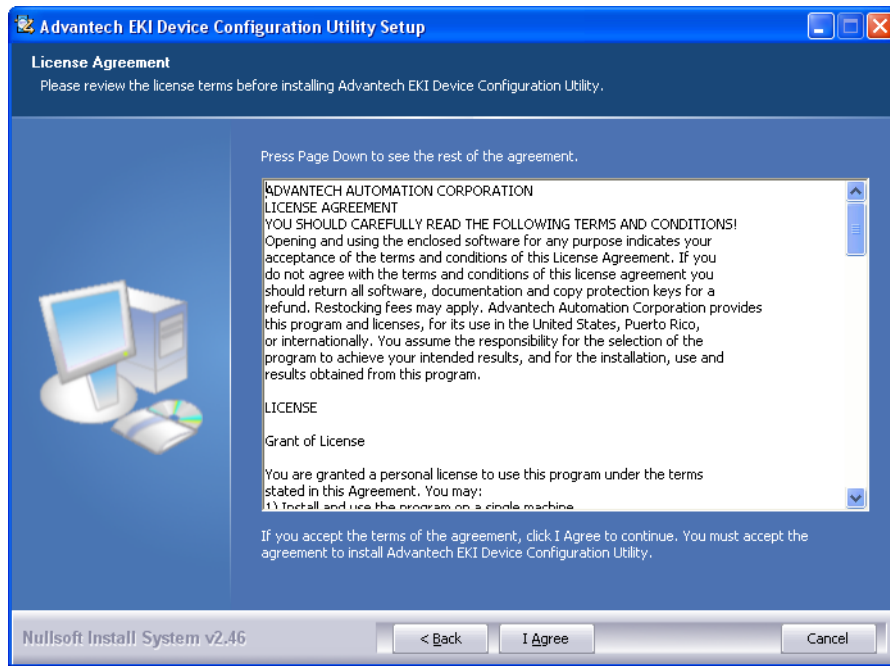 Advantech EKI Device Configuration Utility Setup
License Agreement
Please review the license terms before installing Advantech EKI Device Configuration Utility.
Press Page Down to see the rest of the agreement.
ADVANTECH AUTOMATION CORPORATION
LICENSE AGREEMENT
YOU SHOULD CAREFULLY READ THE FOLLOWING TERMS AND CONDITIONS!
Opening and using the enclosed software for any purpose indicates your
acceptance of the terms and conditions of this License Agreement. If you
do not agree with the terms and conditions of this license agreement you
should return all software, documentation and copy protection keys for a
refund. Restocking fees may apply. Advantech Automation Corporation provides
this program and licenses, for its use in the United States, Puerto Rico,
or internationally. You assume the responsibility for the selection of the
program to achieve your intended results, and for the installation, use and
results obtained from this program.
LICENSE
Grant of License
You are granted a personal license to use this program under the terms
stated in this Agreement. You may:
1) Install and use the program on a single machine
If you accept the terms of the agreement, click I Agree to continue. You must accept the
agreement to install Advantech EKI Device Configuration Utility.
Nullsoft Install System v2.46
< Back
I Agree
Cancel